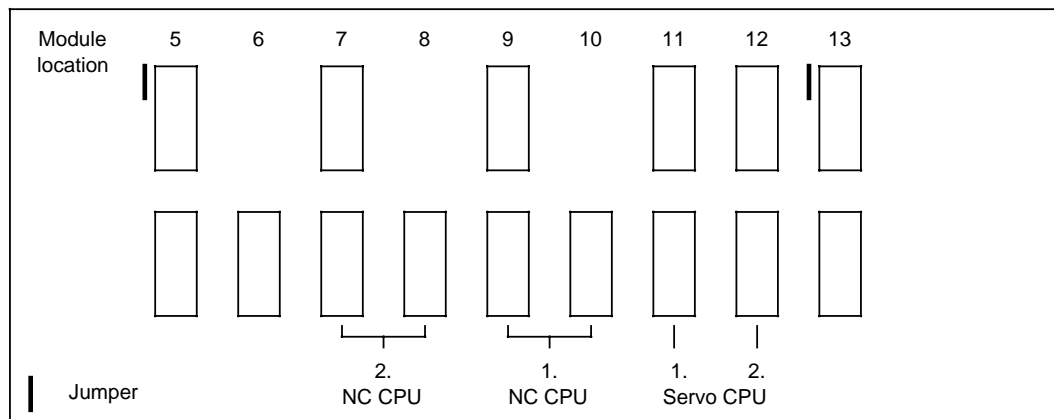 Module 5 6 7 8 9 10 11 12 13
location
2. 1. 1. 2.
NC CPU NC CPU Servo CPU
Jumper